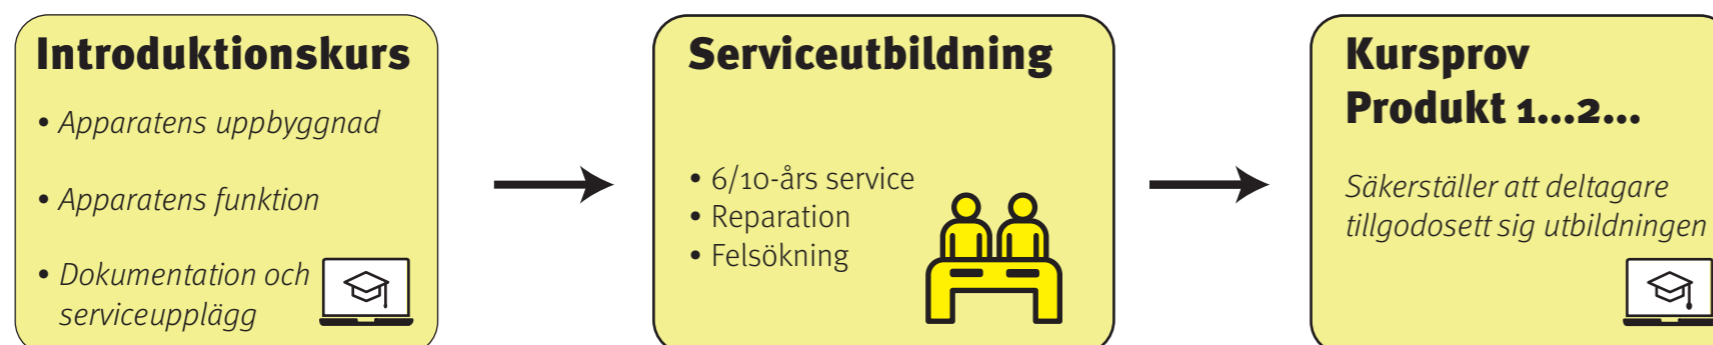 Introduktionskurs
• Apparatens uppbyggnad
• Apparatens funktion
• Dokumentation och
serviceupplägg
Serviceutbildning
• 6/10-års service
• Reparation
• Felsökning
Kursprov
Produkt 1...2...
Säkerställer att deltagare
tillgodosett sig utbildningen